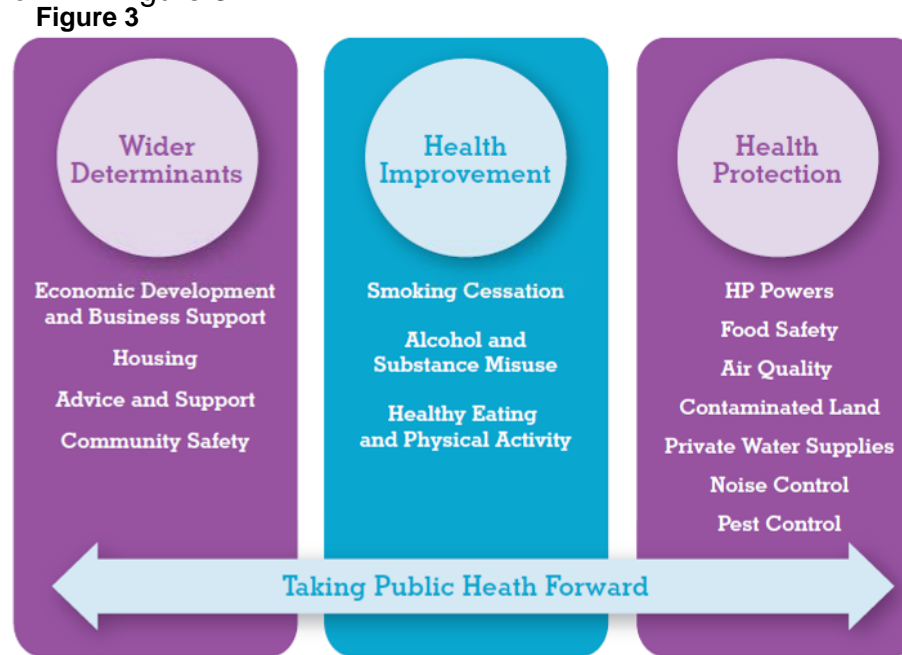 Figure 3
Wider
Determinants
Economic Development
and Business Support
Housing
Advice and Support
Community Safety
Health
Improvement
Smoking Cessation
Alcohol and
Substance Misuse
Healthy Eating
and Physical Activity
Health
Protection
HP Powers
Food Safety
Air Quality
Contaminated Land
Private Water Supplies
Noise Control
Pest Control
Taking Public Heath Forward